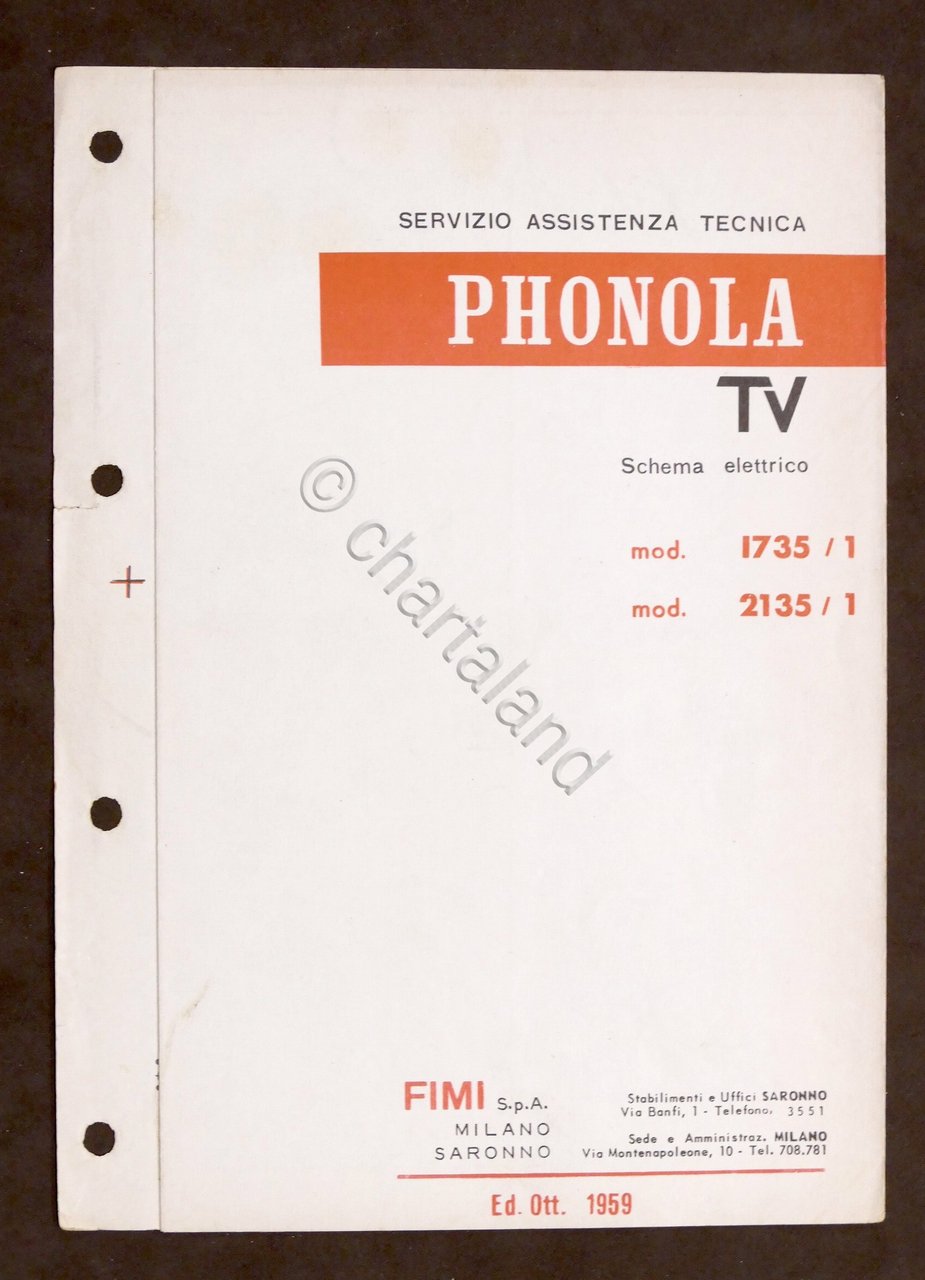 SERVIZIO ASSISTENZA TECNICA
PHONOLA
TV
Schema elettrico
mod. 1735 / 1
mod. 2135 / 1
© chartaland
FIMI S.p.A.
MILANO
SARONNO
Stabilimenti e Uffici SARONNO
Via Banfi, 1 - Telefono, 3551
Sede e Amministraz. MILANO
Via Montenapoleone, 10 - Tel. 708.781
Ed. Ott. 1959